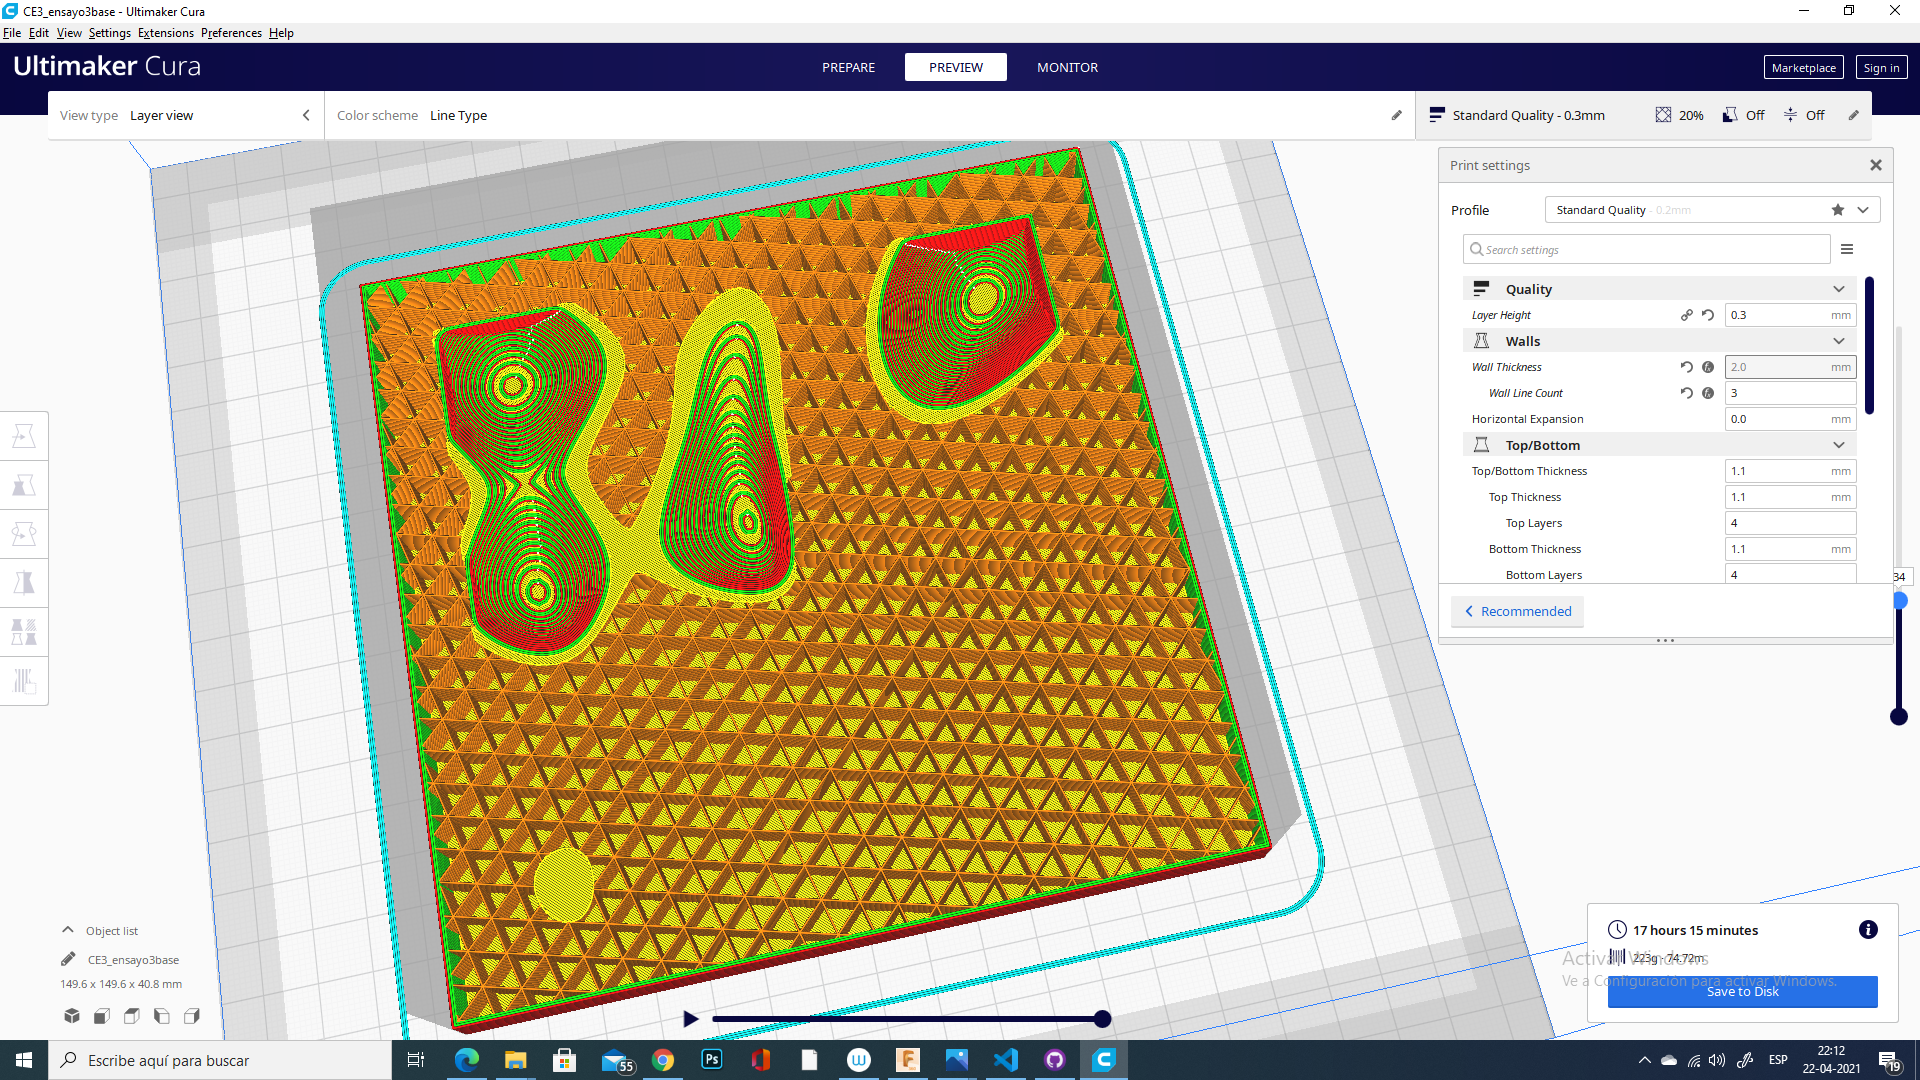 CE3_ensayo3base - Ultimaker Cura
File Edit View Settings Extensions Preferences Help
Ultimaker Cura
PREPARE
PREVIEW
MONITOR
Marketplace
Sign in
View type Layer view
Color scheme Line Type
Standard Quality - 0.3mm
20%
Off
Off
Print settings
Profile
Standard Quality - 0.2mm
Search settings
Quality
Layer Height 0.3 mm
Walls
Wall Thickness 2.0 mm
Wall Line Count 3
Horizontal Expansion 0.0 mm
Top/Bottom
Top/Bottom Thickness 1.1 mm
Top Thickness 1.1 mm
Top Layers 4
Bottom Thickness 1.1 mm
Bottom Layers 4
34
Recommended
Object list
CE3_ensayo3base
149.6 x 149.6 x 40.8 mm
17 hours 15 minutes
223g · 74.72m
Activar Windows
Ve a Configuración para activar Windows.
Save to Disk
Escribe aquí para buscar
55
Ps
ESP
22:12
22-04-2021
19